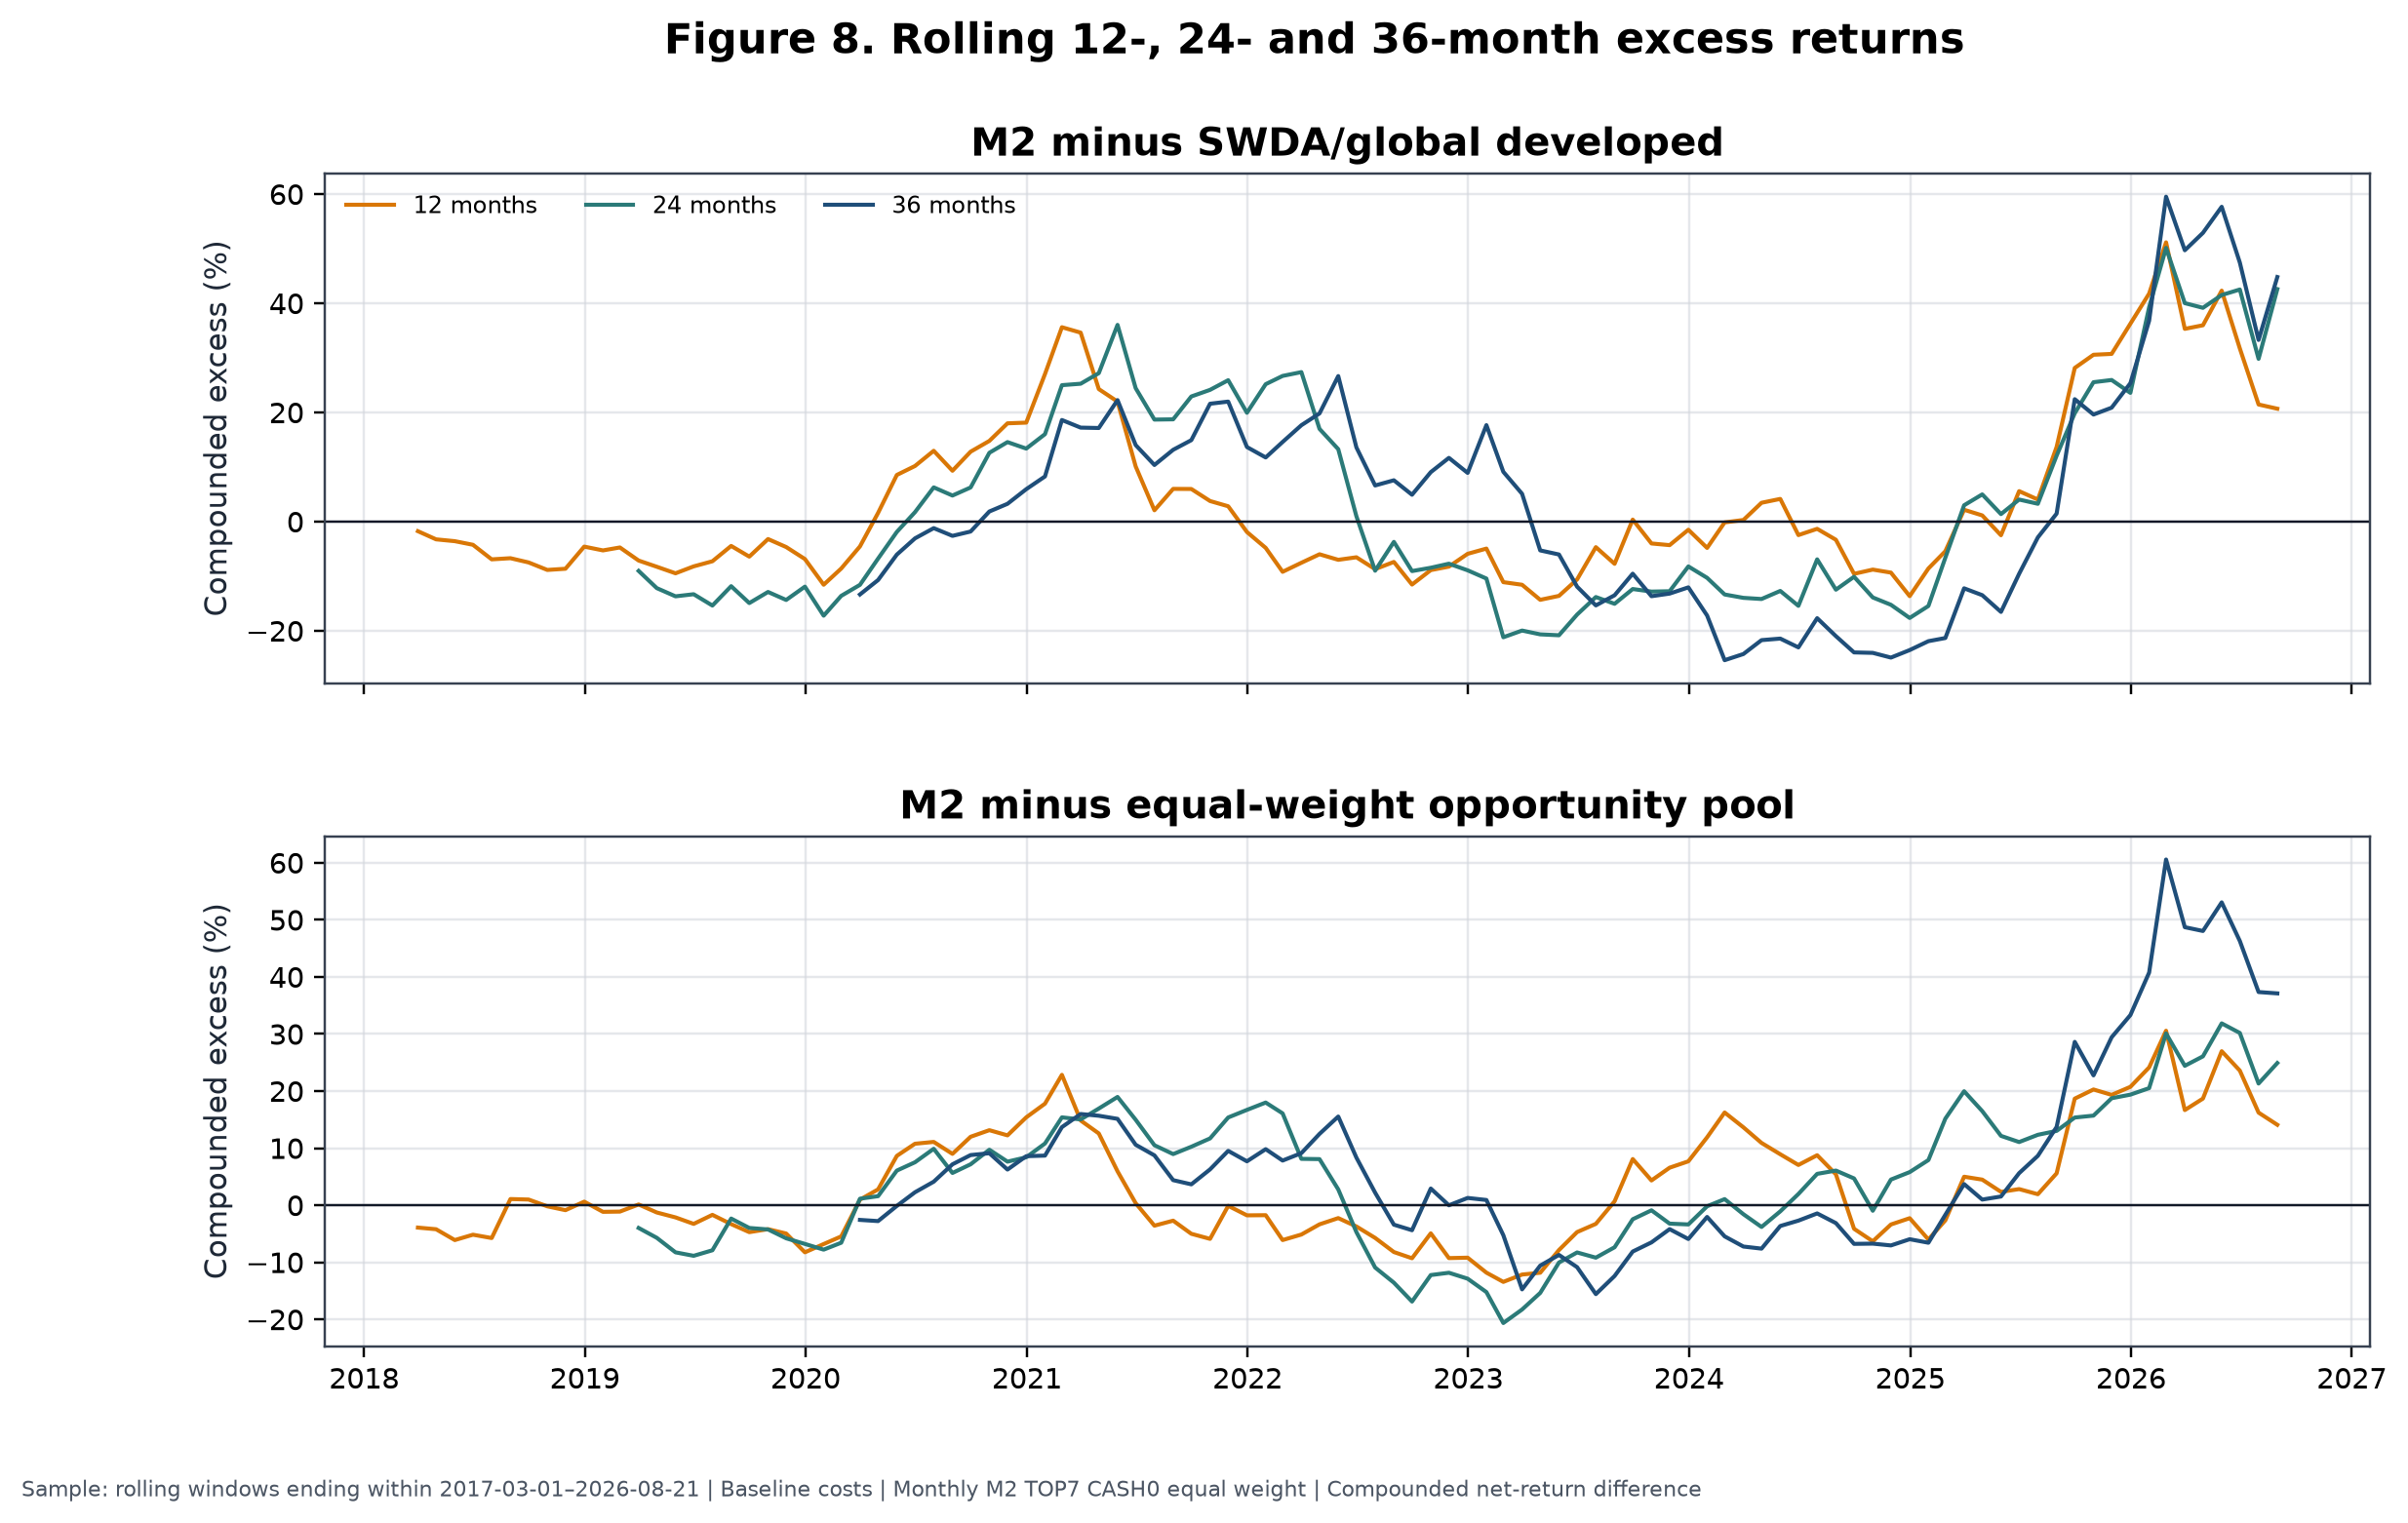 Figure 8. Rolling 12-, 24- and 36-month excess returns
M2 minus SWDA/global developed
12 months 24 months 36 months
Compounded excess (%)
60
40
20
0
−20
M2 minus equal-weight opportunity pool
Compounded excess (%)
60
50
40
30
20
10
0
−10
−20
2018 2019 2020 2021 2022 2023 2024 2025 2026 2027
Sample: rolling windows ending within 2017-03-01–2026-08-21 | Baseline costs | Monthly M2 TOP7 CASH0 equal weight | Compounded net-return difference